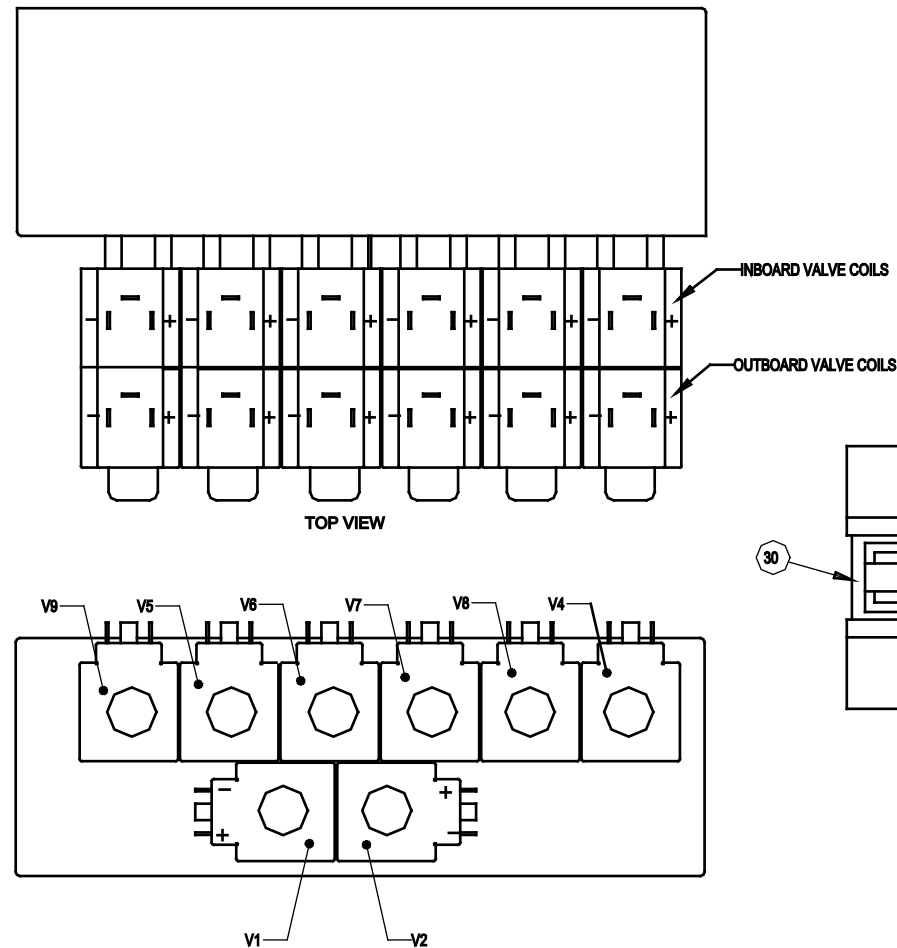 INBOARD VALVE COILS
- + - + - + - + - + - +
OUTBOARD VALVE COILS
- + - + - + - + - + - +
TOP VIEW
30
V9 V5 V6 V7 V8 V4
- +
+ -
V1 V2